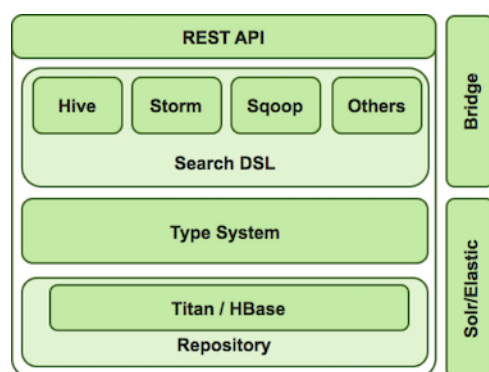 REST API
Hive Storm Sqoop Others
Search DSL
Type System
Titan / HBase
Repository
Bridge
Solr/Elastic